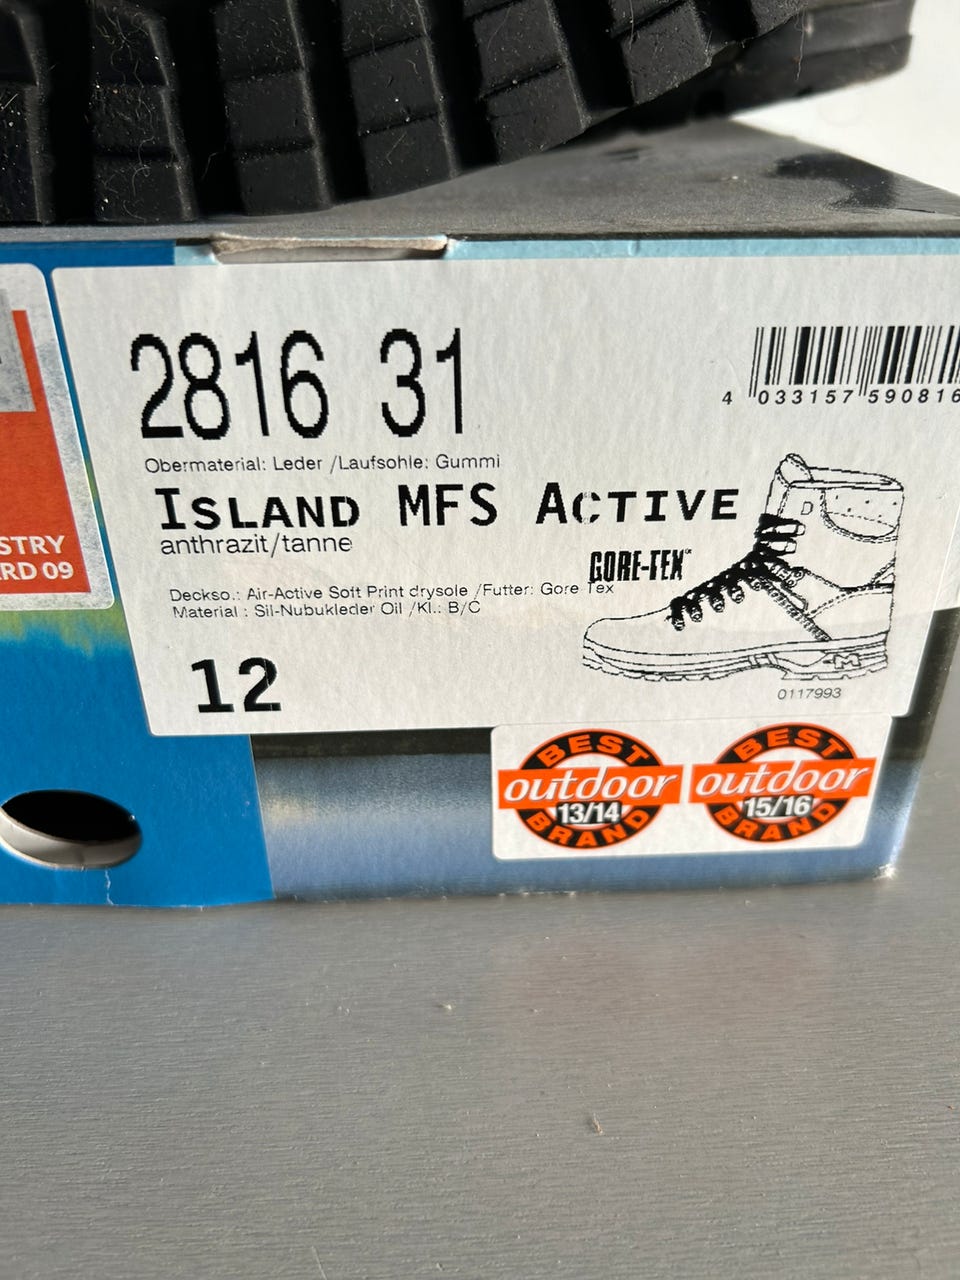 2816 31
4 033157 590816
Obermaterial: Leder /Laufsohle: Gummi
ISLAND MFS ACTIVE
anthrazit/tanne
GORE-TEX
Deckso.: Air-Active Soft Print drysole /Futter: Gore Tex
Material : Sil-Nubukleder Oil /Kl.: B/C
12
0117993
STRY
RD 09
BEST
outdoor
13/14
BRAND
BEST
outdoor
15/16
BRAND